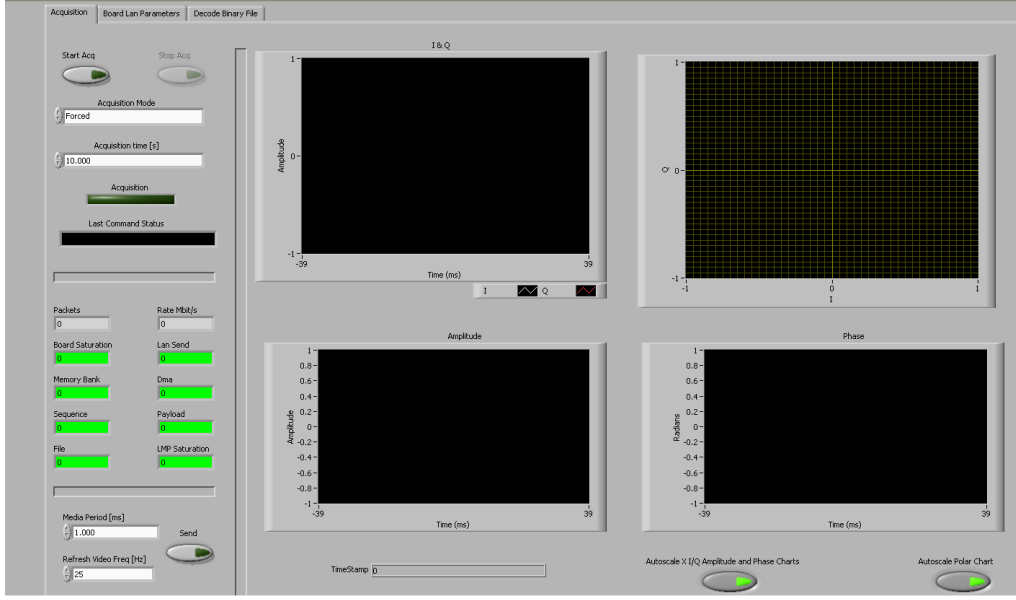 Acquisition Board Lan Parameters Decode Binary File
Start Acq Stop Acq
Acquisition Mode
Forced
Acquisition time [s]
10.000
Acquisition
Last Command Status
Packets Rate Mbit/s
0 0
Board Saturation Lan Send
0 0
Memory Bank Dma
0 0
Sequence Payload
0 0
File LMP Saturation
0 0
Media Period [ms]
1.000
Send
Refresh Video Freq [Hz]
25
I & Q
1
0
-1
Amplitude
-39 39
Time (ms)
I Q
1
0
-1
Q
-1 0 1
I
Amplitude
1
0.8
0.6
0.4
0.2
0
-0.2
-0.4
-0.6
-0.8
-1
Amplitude
-39 39
Time (ms)
Phase
1
0.8
0.6
0.4
0.2
0
-0.2
-0.4
-0.6
-0.8
-1
Radians
-39 39
Time (ms)
TimeStamp 0
Autoscale X I/Q Amplitude and Phase Charts
Autoscale Polar Chart